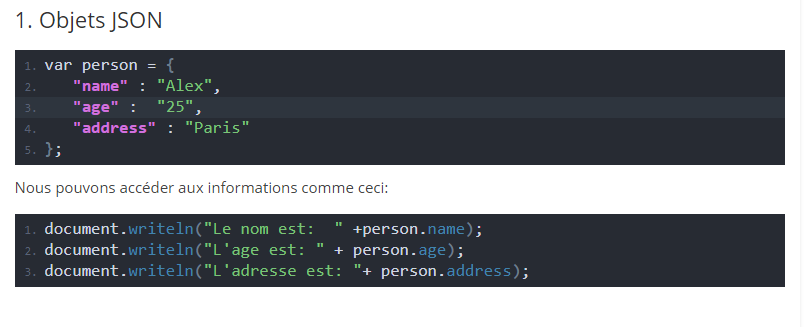 1. Objets JSON
1. var person = {
2.    "name" : "Alex",
3.    "age" :  "25",
4.    "address" : "Paris"
5. };
Nous pouvons accéder aux informations comme ceci:
1. document.writeln("Le nom est:  " +person.name);
2. document.writeln("L'age est: " + person.age);
3. document.writeln("L'adresse est: "+ person.address);